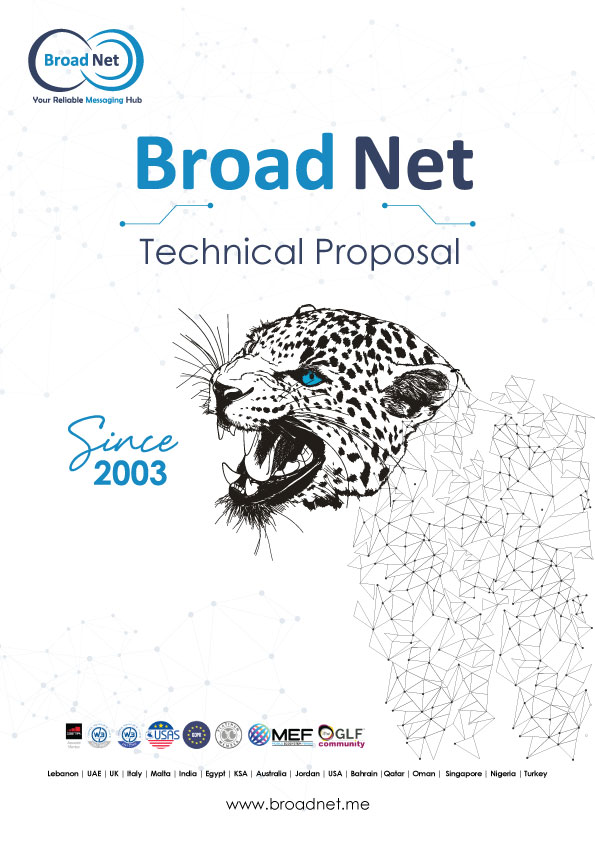 Broad Net
Your Reliable Messaging Hub
Broad Net
Technical Proposal
Since
2003
USAS
GDPR
MEF
GLF
community
Lebanon | UAE | UK | Italy | Malta | India | Egypt | KSA | Australia | Jordan | USA | Bahrain | Qatar | Oman | Singapore | Nigeria | Turkey
www.broadnet.me